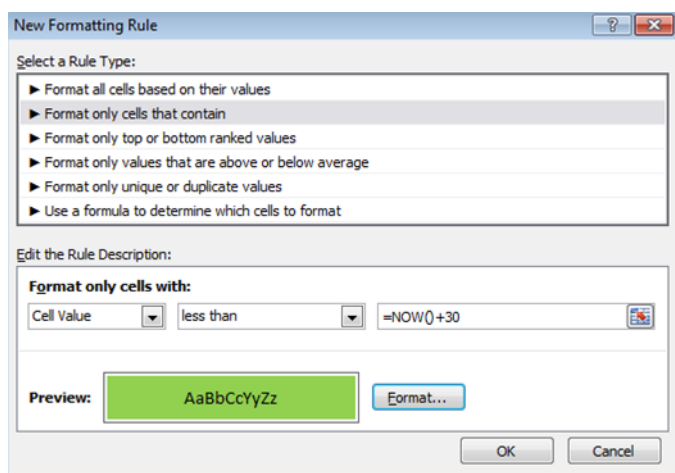 New Formatting Rule
Select a Rule Type:
► Format all cells based on their values
► Format only cells that contain
► Format only top or bottom ranked values
► Format only values that are above or below average
► Format only unique or duplicate values
► Use a formula to determine which cells to format
Edit the Rule Description:
Format only cells with:
Cell Value less than =NOW()+30
Preview: AaBbCcYyZz Format...
OK Cancel